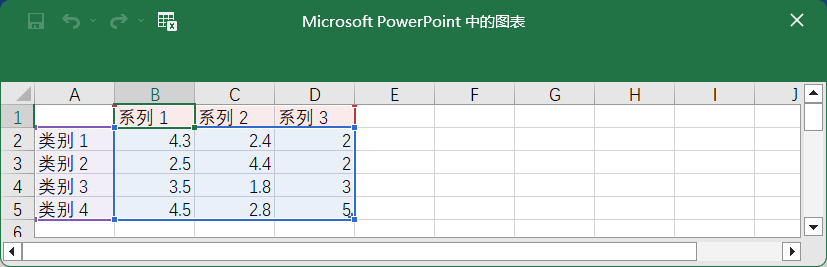 Microsoft PowerPoint 中的图表
A B C D E F G H I J
1 系列 1 系列 2 系列 3
2 类别 1 4.3 2.4 2
3 类别 2 2.5 4.4 2
4 类别 3 3.5 1.8 3
5 类别 4 4.5 2.8 5
6